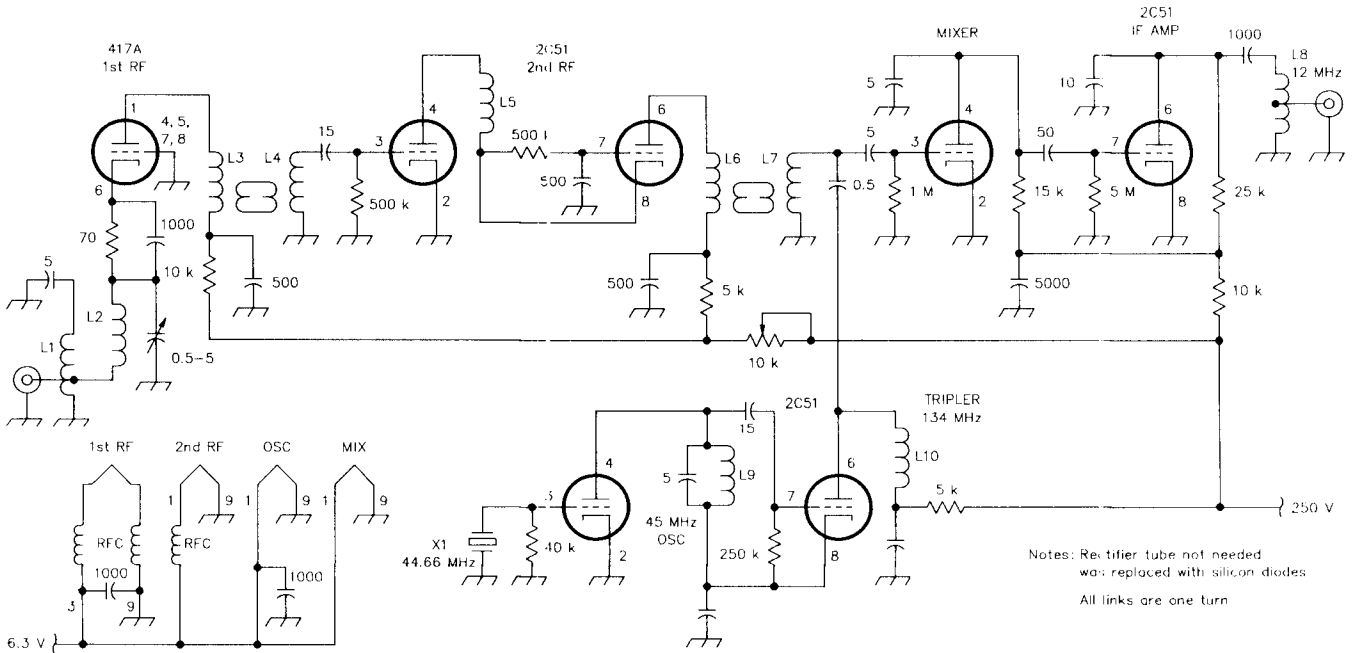 417A
1st RF
2C51
2nd RF
MIXER
2C51
IF AMP
1000
L8
12 MHz
1
4, 5,
7, 8
6
L3
L4
15
3
4
2
L5
500
7
500
6
8
L6
L7
5
0.5
5
3
4
2
1 M
50
15 k
10
7
5 M
6
8
25 k
70
1000
10 k
500
500 k
500
5 k
5000
10 k
5
L1
L2
0.5-5
10 k
1st RF
2nd RF
OSC
MIX
1
9
1
9
1
9
RFC
RFC
1000
1000
3
9
6.3 V
X1
44.66 MHz
3
4
2
40 k
45 MHz
OSC
5
L9
15
2C51
7
6
8
250 k
TRIPLER
134 MHz
L10
5 k
250 V
Notes: Rectifier tube not needed
was replaced with silicon diodes
All links are one turn